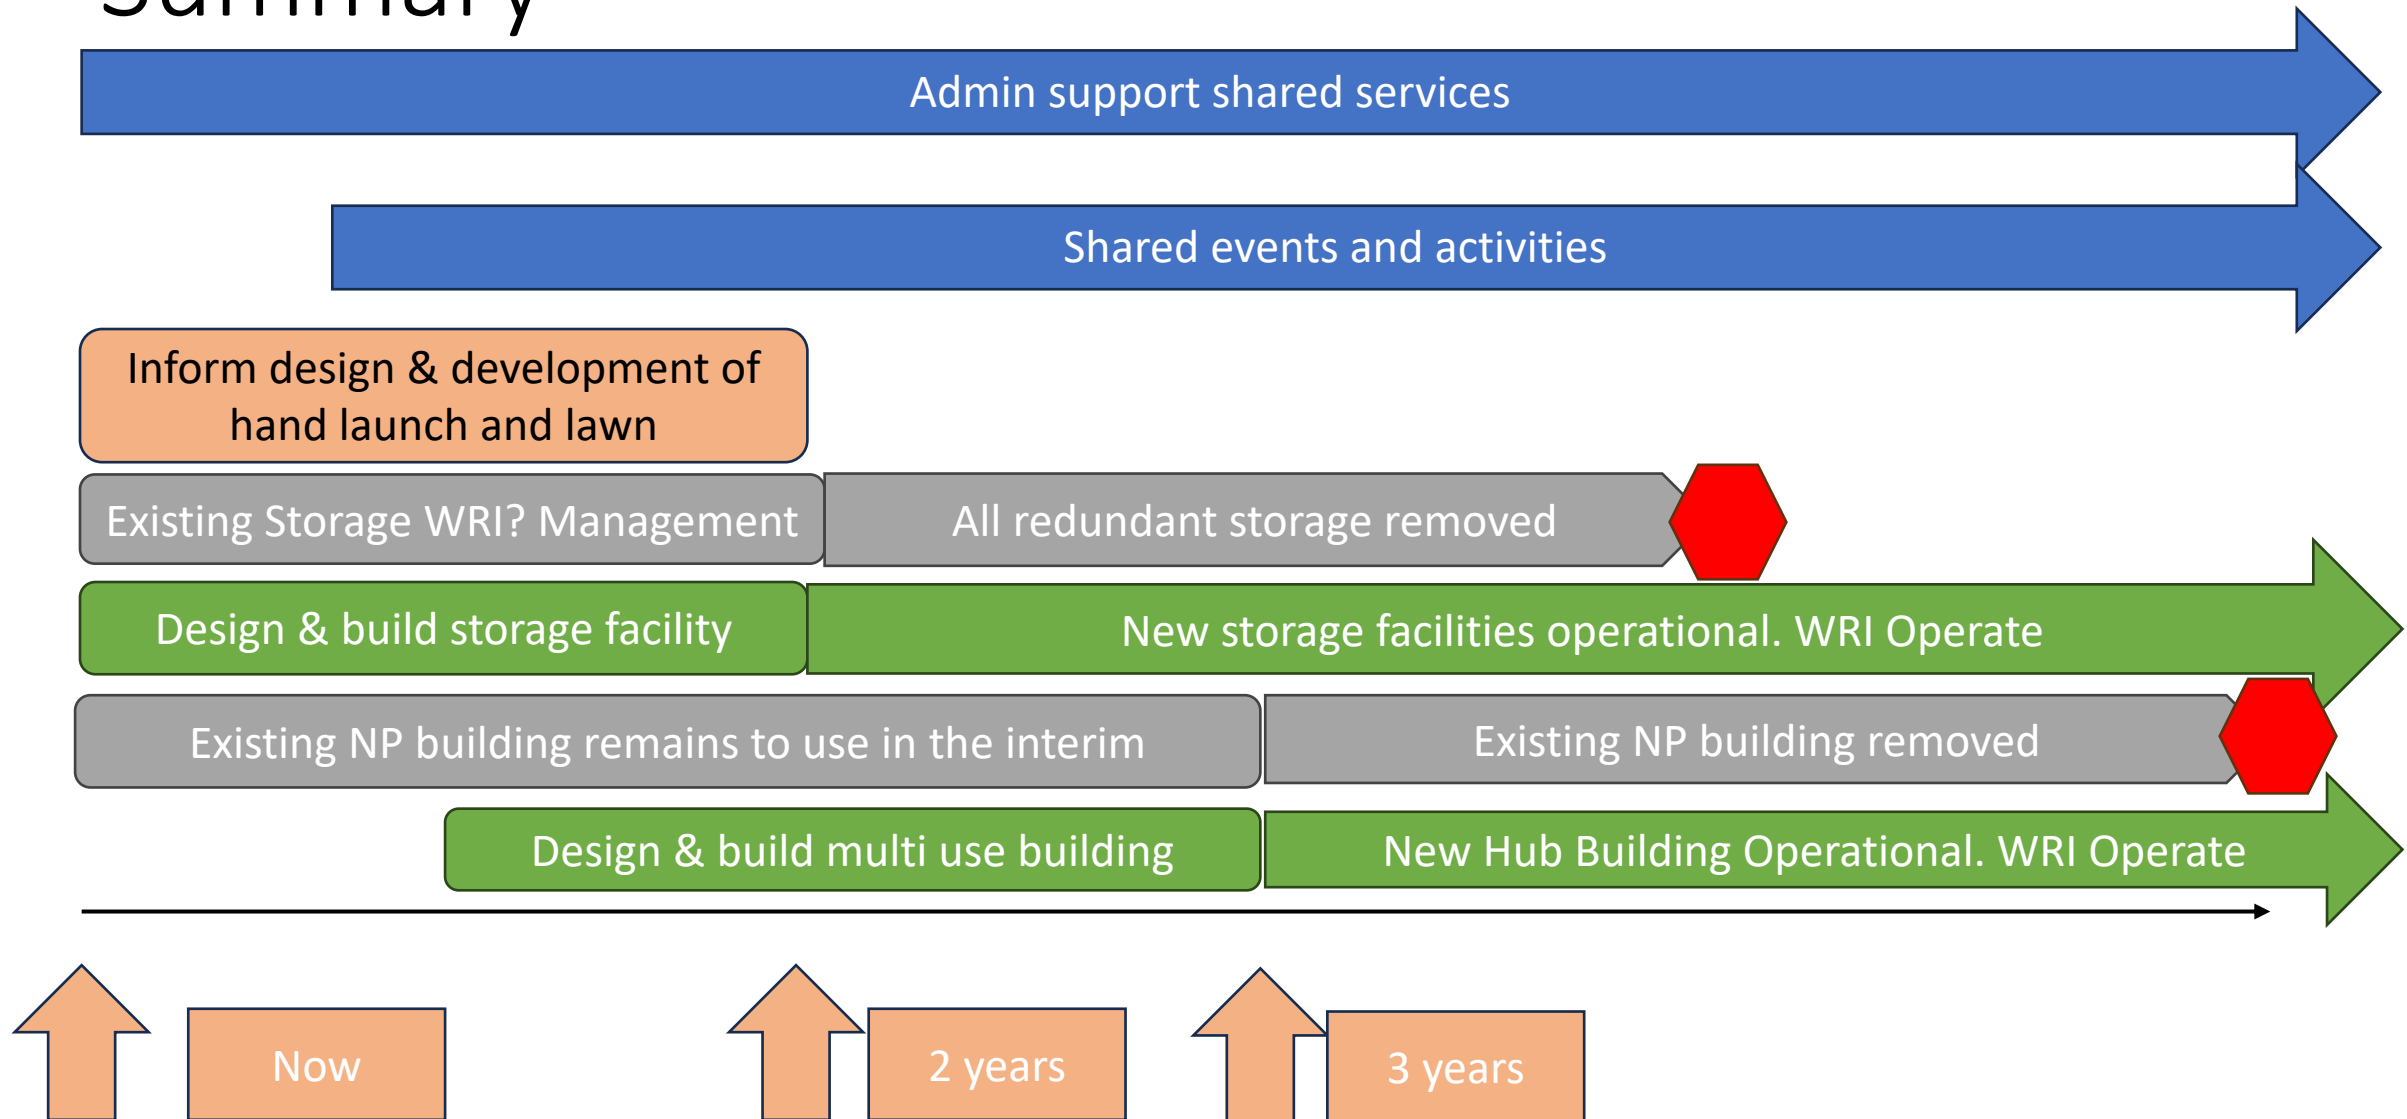 Summary
Admin support shared services
Shared events and activities
Inform design & development of
hand launch and lawn
Existing Storage WRI? Management
All redundant storage removed
Design & build storage facility
New storage facilities operational. WRI Operate
Existing NP building remains to use in the interim
Existing NP building removed
Design & build multi use building
New Hub Building Operational. WRI Operate
Now
2 years
3 years